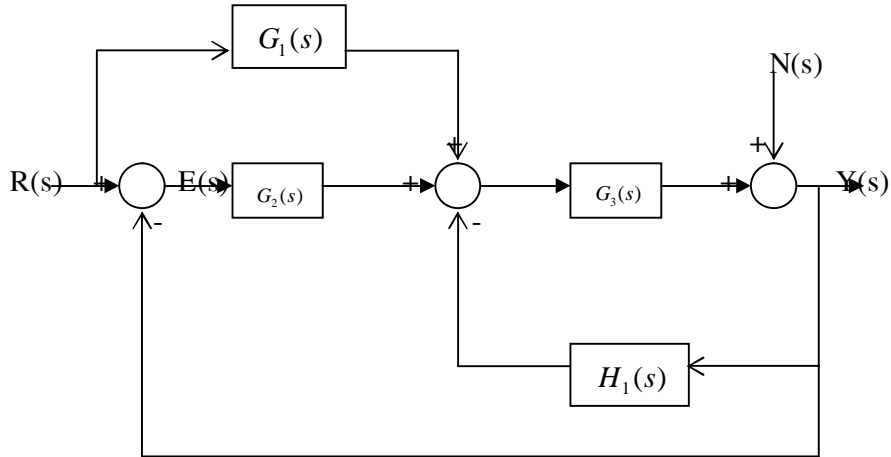 G₁(s)
N(s)
+
+
R(s)
+
E(s)
G₂(s)
+
G₃(s)
+
Y(s)
-
-
H₁(s)